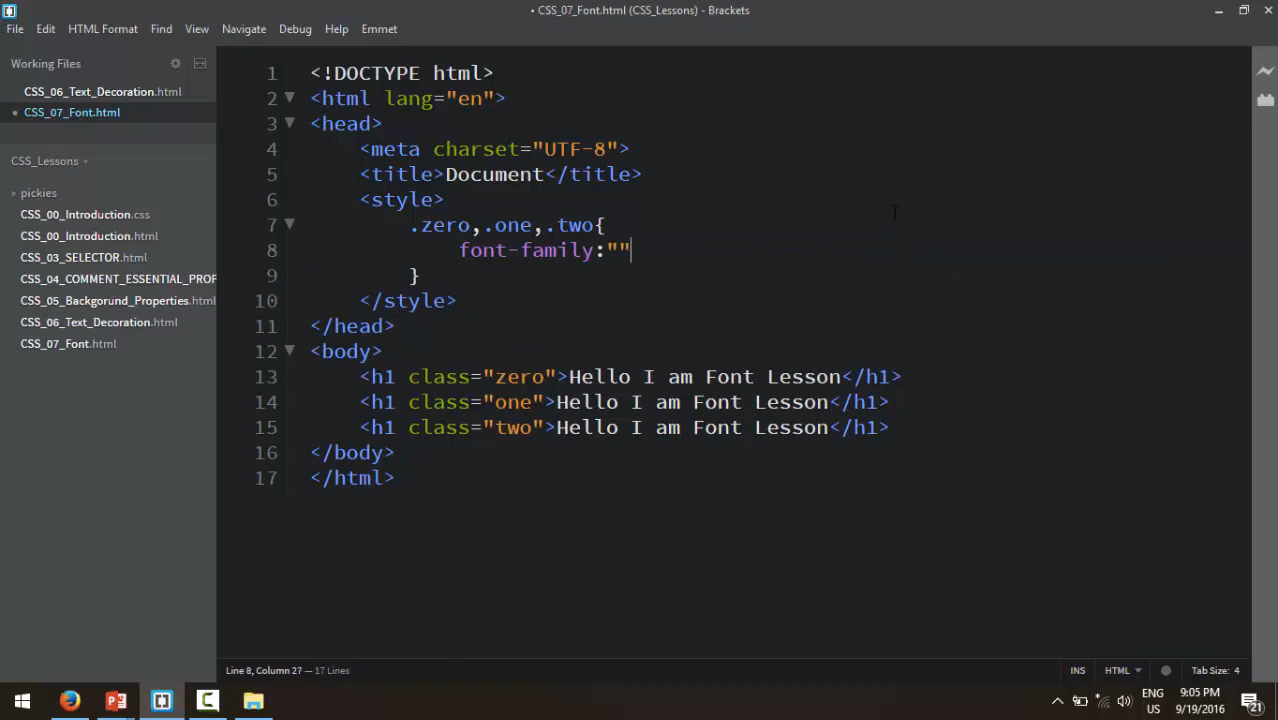 • CSS_07_Font.html (CSS_Lessons) - Brackets
File Edit HTML Format Find View Navigate Debug Help Emmet
Working Files
CSS_06_Text_Decoration.html
CSS_07_Font.html
CSS_Lessons
pickies
CSS_00_Introduction.css
CSS_00_Introduction.html
CSS_03_SELECTOR.html
CSS_04_COMMENT_ESSENTIAL_PROF
CSS_05_Backgorund_Properties.html
CSS_06_Text_Decoration.html
CSS_07_Font.html
1 <!DOCTYPE html>
2 <html lang="en">
3 <head>
4 <meta charset="UTF-8">
5 <title>Document</title>
6 <style>
7 .zero,.one,.two{
8 font-family:""
9 }
10 </style>
11 </head>
12 <body>
13 <h1 class="zero">Hello I am Font Lesson</h1>
14 <h1 class="one">Hello I am Font Lesson</h1>
15 <h1 class="two">Hello I am Font Lesson</h1>
16 </body>
17 </html>
Line 8, Column 27 — 17 Lines
INS HTML Tab Size: 4
ENG 9:05 PM
US 9/19/2016 21